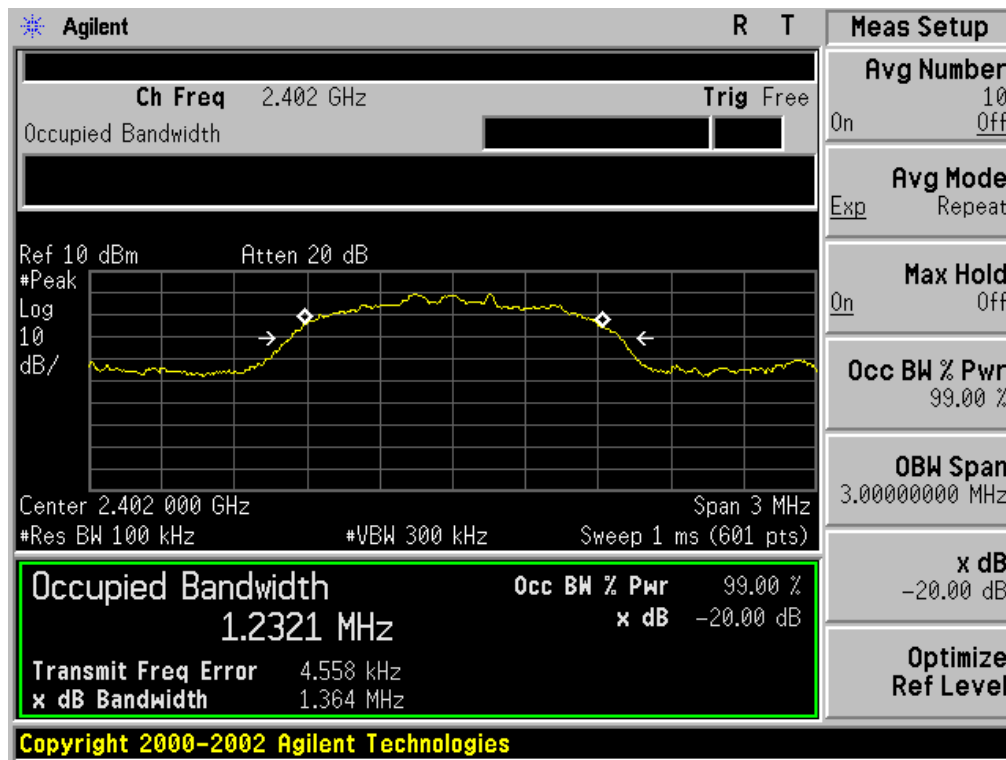 Agilent R T
Meas Setup
Ch Freq 2.402 GHz Trig Free
Occupied Bandwidth
Ref 10 dBm Atten 20 dB
#Peak
Log
10
dB/
Center 2.402 000 GHz Span 3 MHz
#Res BW 100 kHz #VBW 300 kHz Sweep 1 ms (601 pts)
Occupied Bandwidth
1.2321 MHz
Occ BW % Pwr 99.00 %
x dB -20.00 dB
Transmit Freq Error 4.558 kHz
x dB Bandwidth 1.364 MHz
Copyright 2000-2002 Agilent Technologies
Avg Number
10
On Off
Avg Mode
Exp Repeat
Max Hold
On Off
Occ BW % Pwr
99.00 %
OBW Span
3.00000000 MHz
x dB
-20.00 dB
Optimize
Ref Level